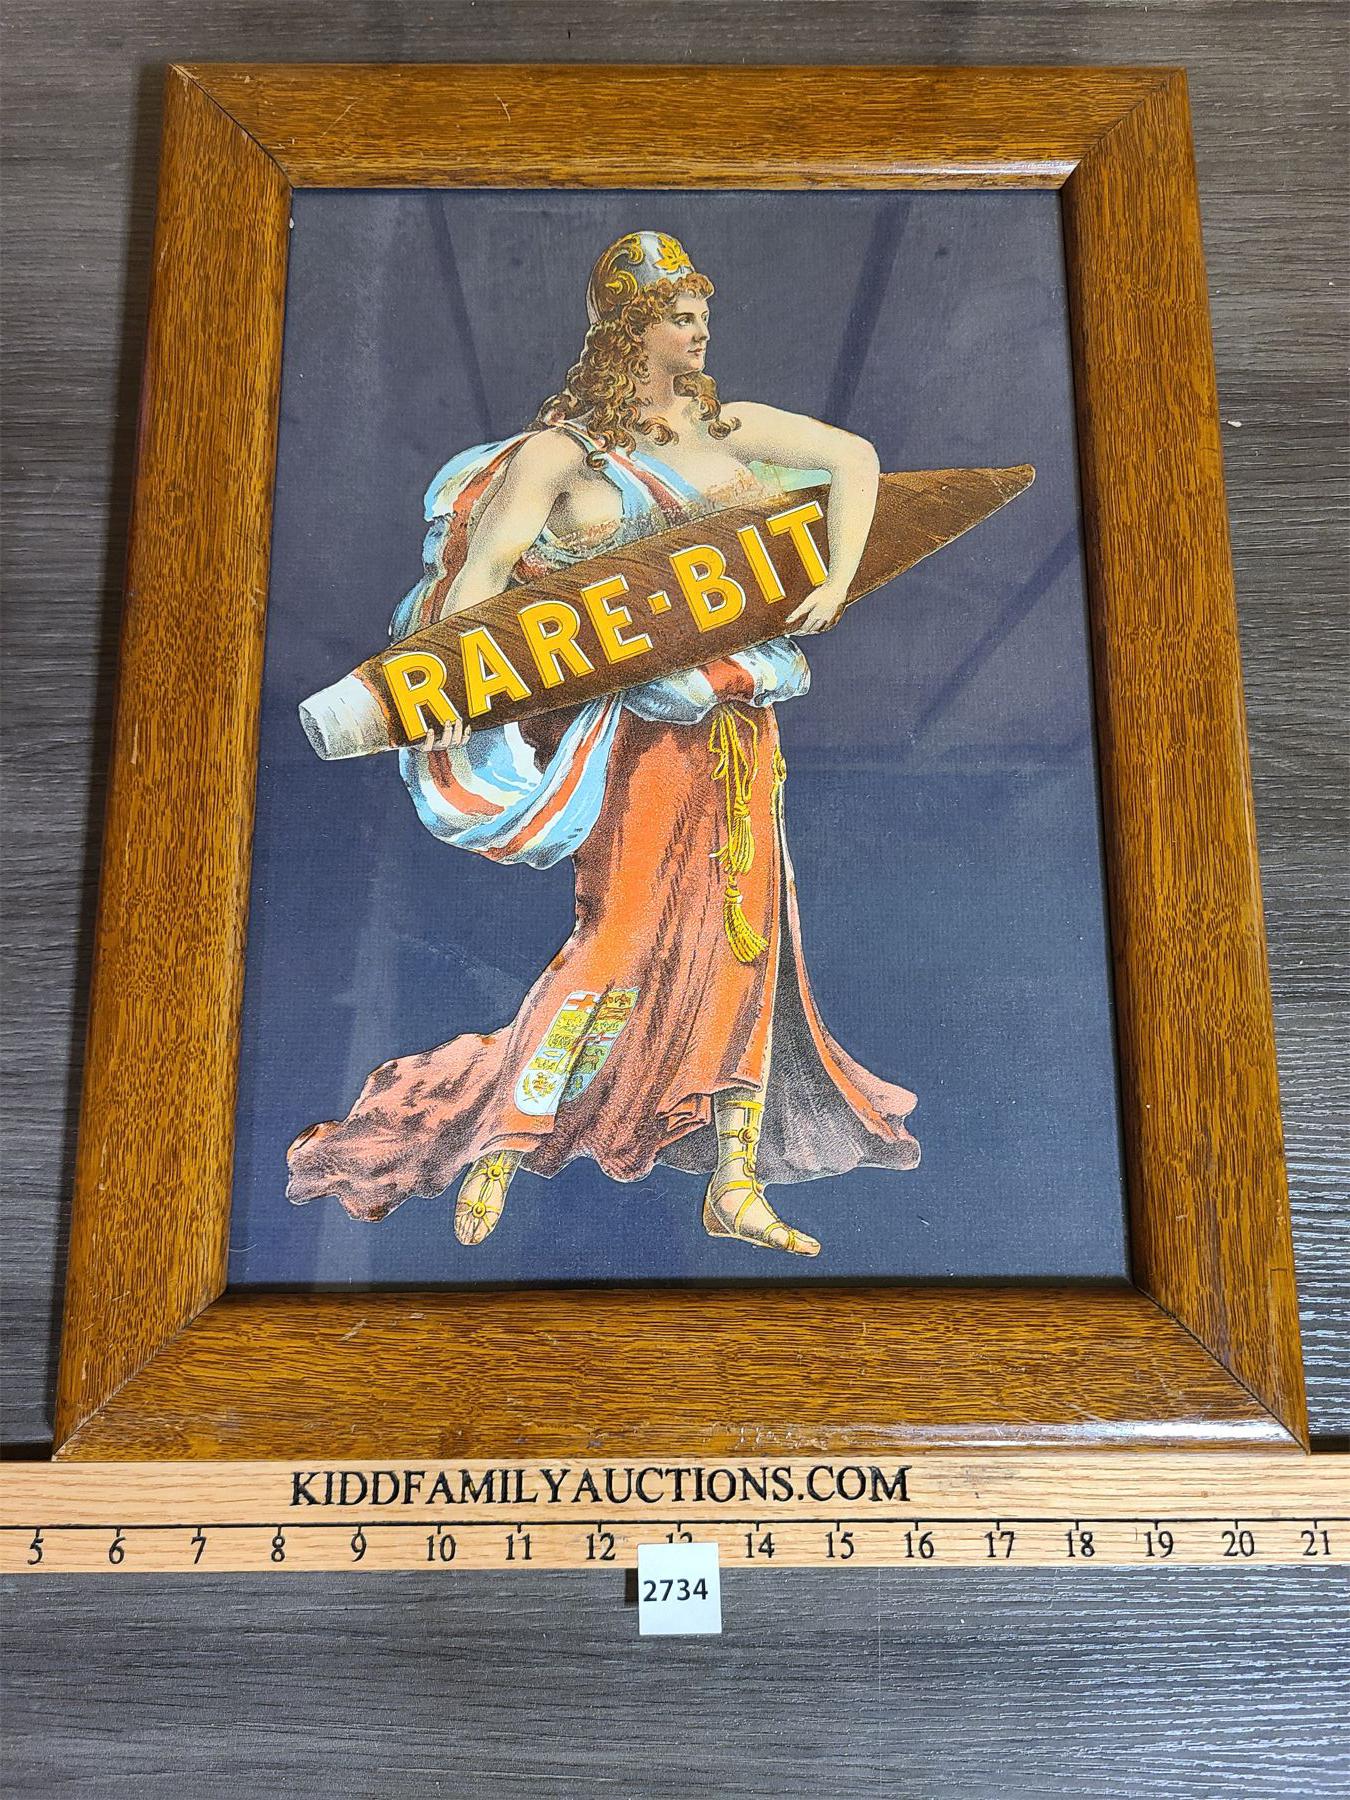 RARE-BIT
KIDDFAMILYAUCTIONS.COM
5 6 7 8 9 10 11 12 13 14 15 16 17 18 19 20 21
2734